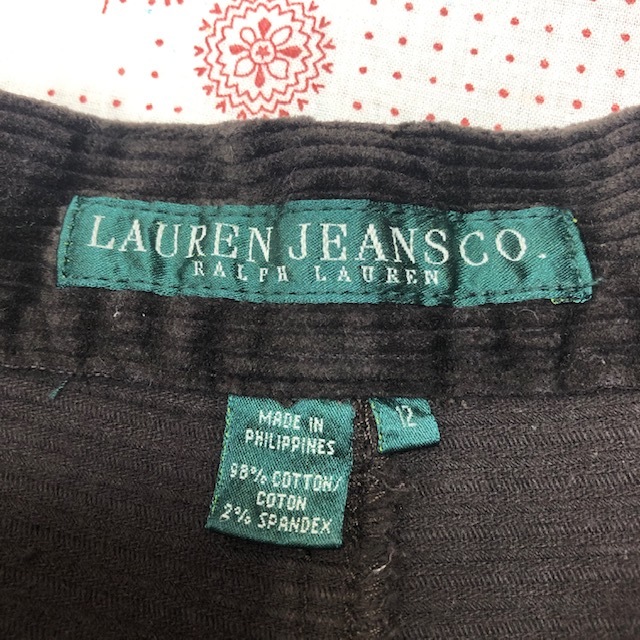 LAUREN JEANS CO.
RALPH LAUREN
MADE IN
PHILIPPINES
98% COTTON/
COTON
2% SPANDEX
12